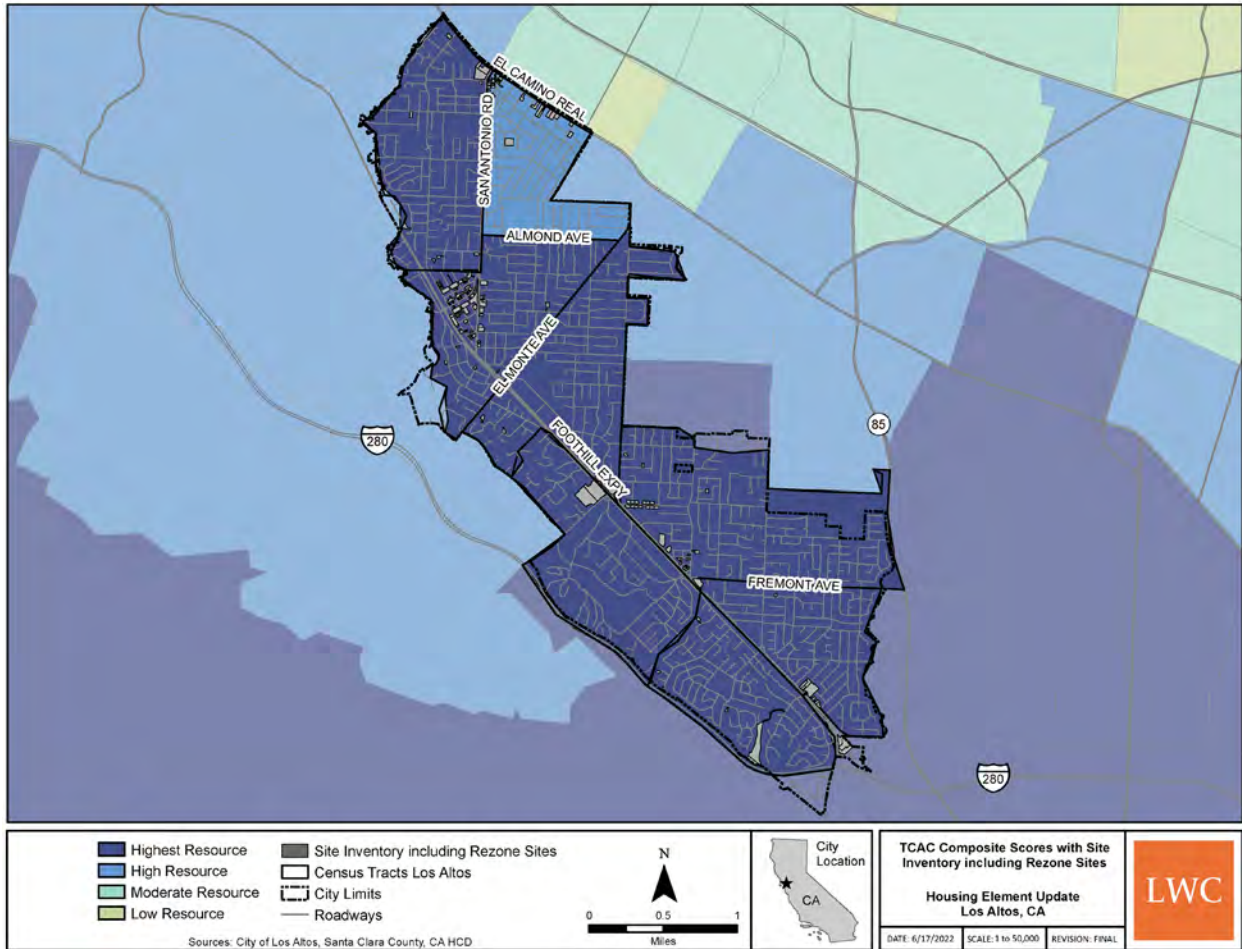 EL CAMINO REAL
SAN ANTONIO RD
ALMOND AVE
EL MONTE AVE
FOOTHILL EXPY
280
85
FREMONT AVE
280
Highest Resource
High Resource
Moderate Resource
Low Resource
Site Inventory including Rezone Sites
Census Tracts Los Altos
City Limits
Roadways
Sources: City of Los Altos, Santa Clara County, CA HCD
N
0 0.5 1
Miles
City
Location
CA
TCAC Composite Scores with Site
Inventory including Rezone Sites
Housing Element Update
Los Altos, CA
DATE: 6/17/2022 SCALE: 1 to 50,000 REVISION: FINAL
LWC